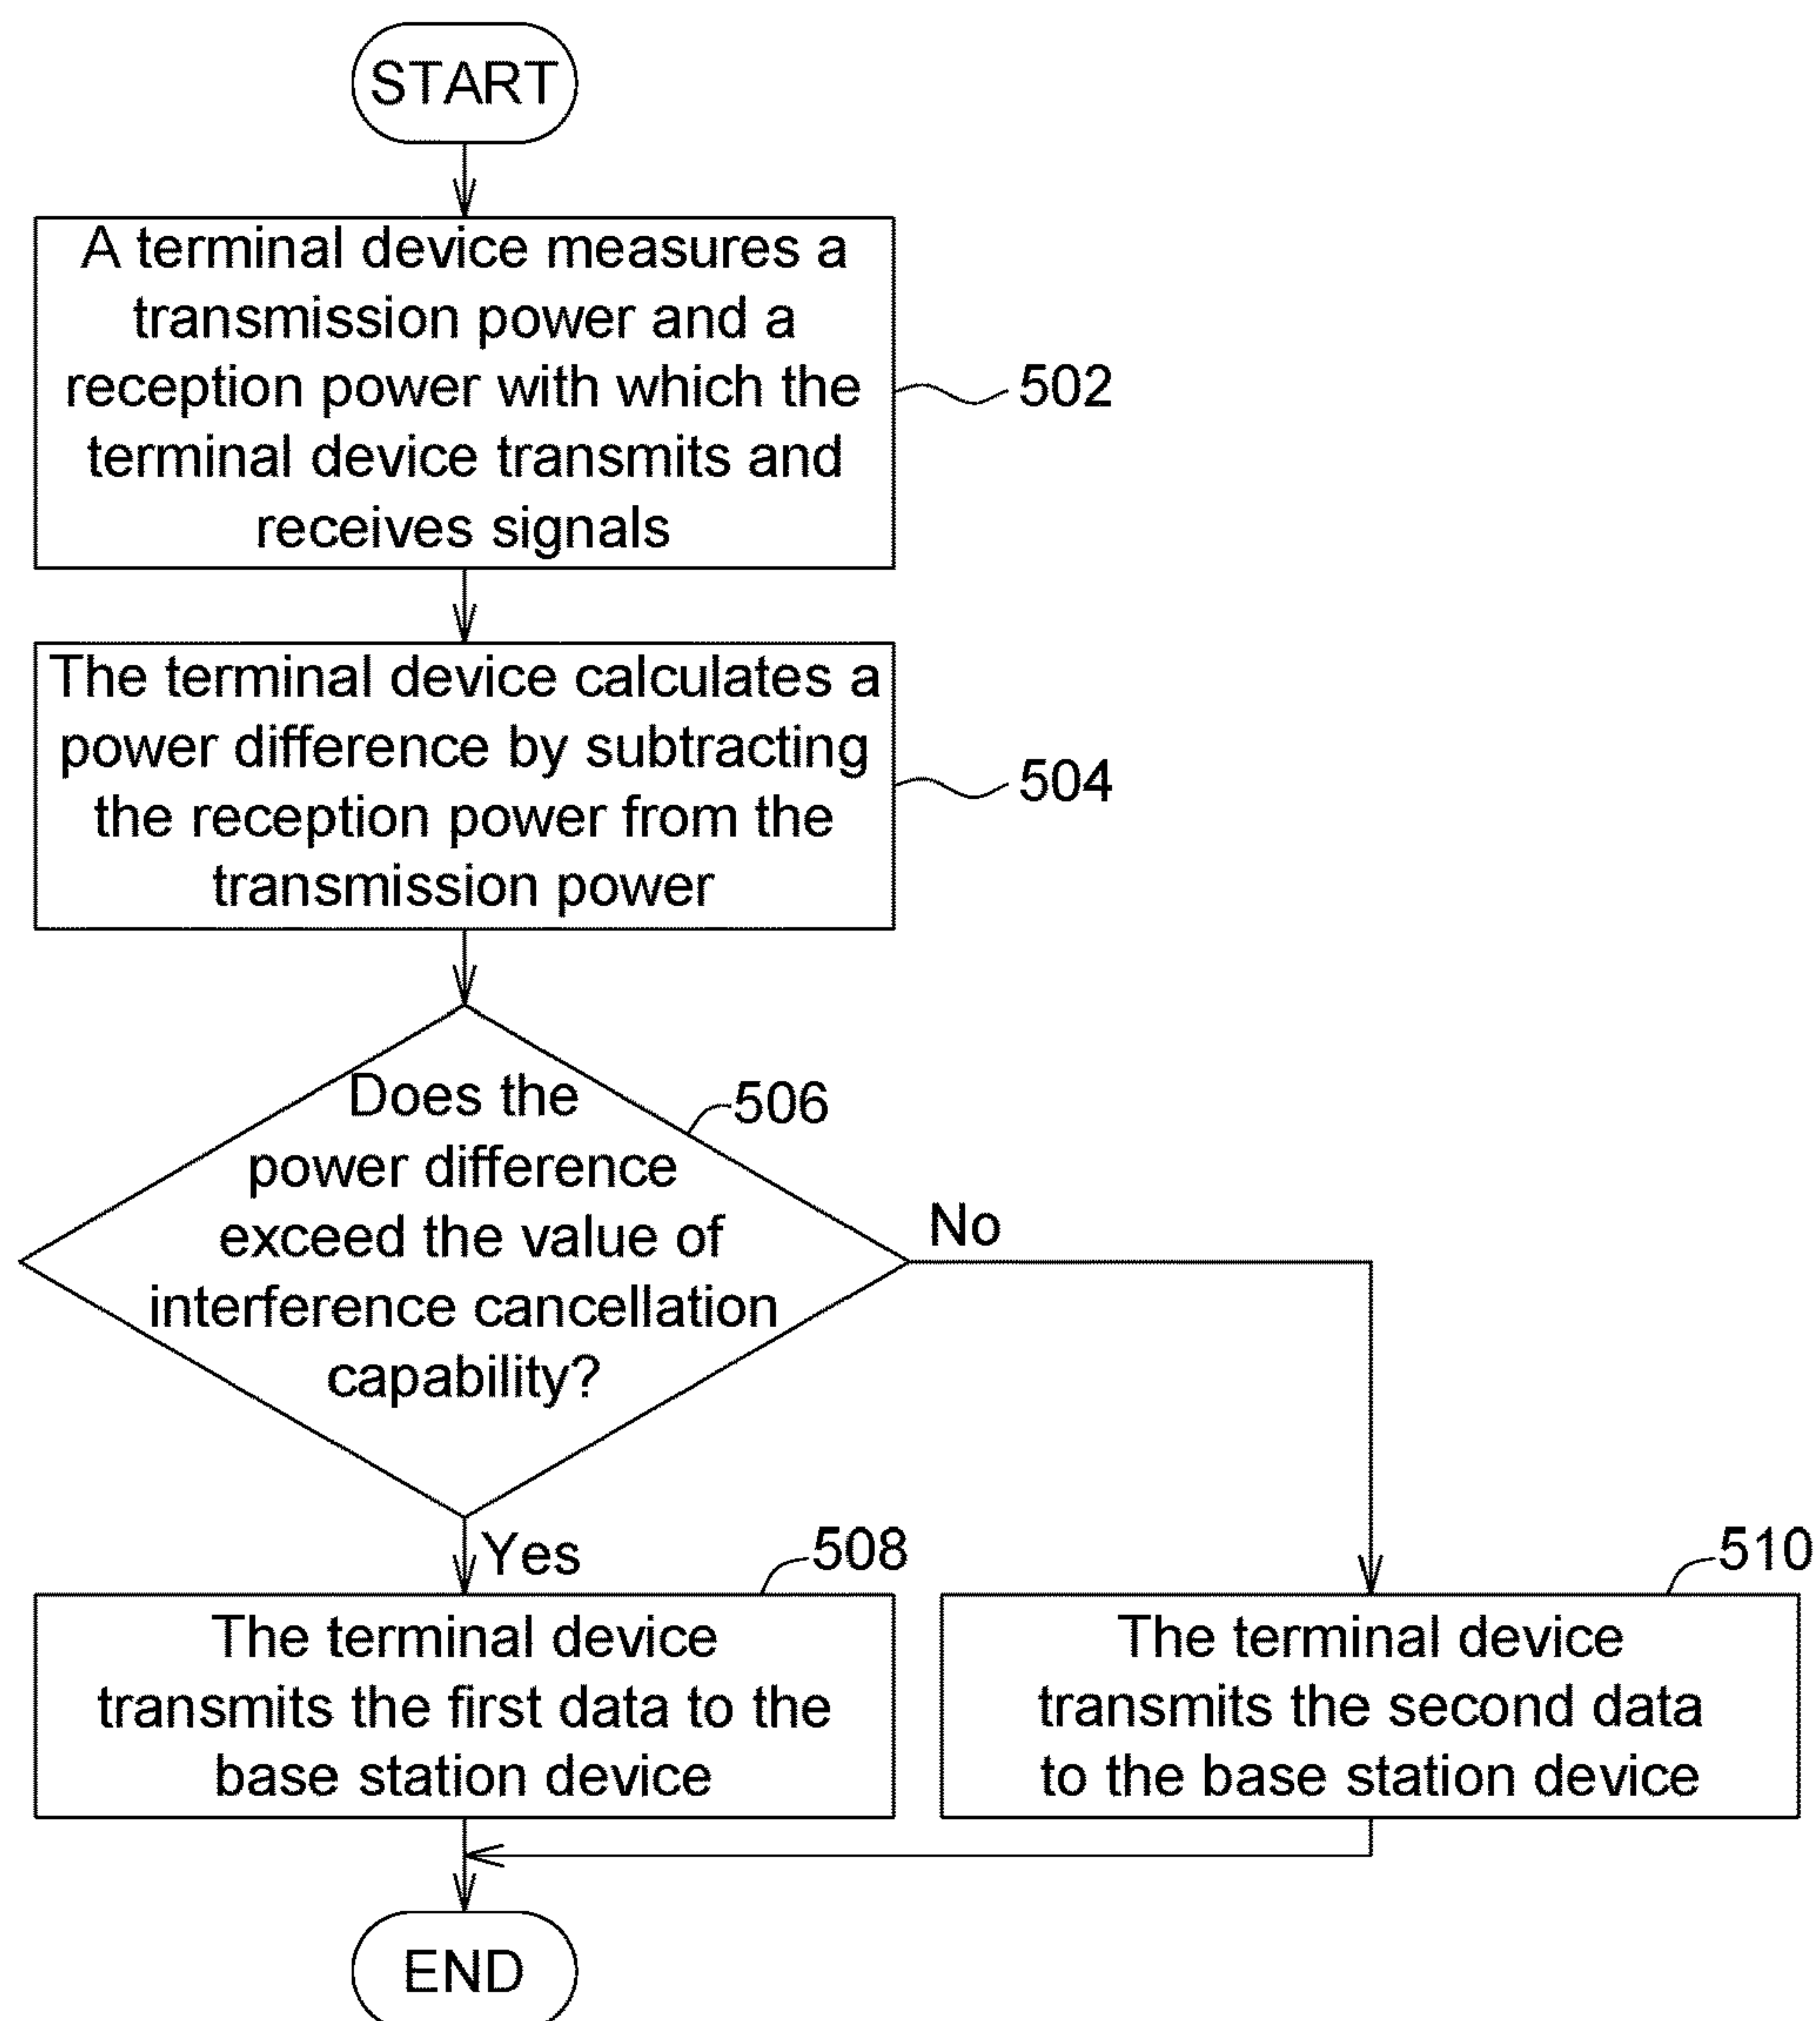 START
A terminal device measures a
transmission power and a
reception power with which the
terminal device transmits and
receives signals
502
The terminal device calculates a
power difference by subtracting
the reception power from the
transmission power
504
Does the
power difference
exceed the value of
interference cancellation
capability?
506
No
Yes
508
The terminal device
transmits the first data to the
base station device
510
The terminal device
transmits the second data
to the base station device
END